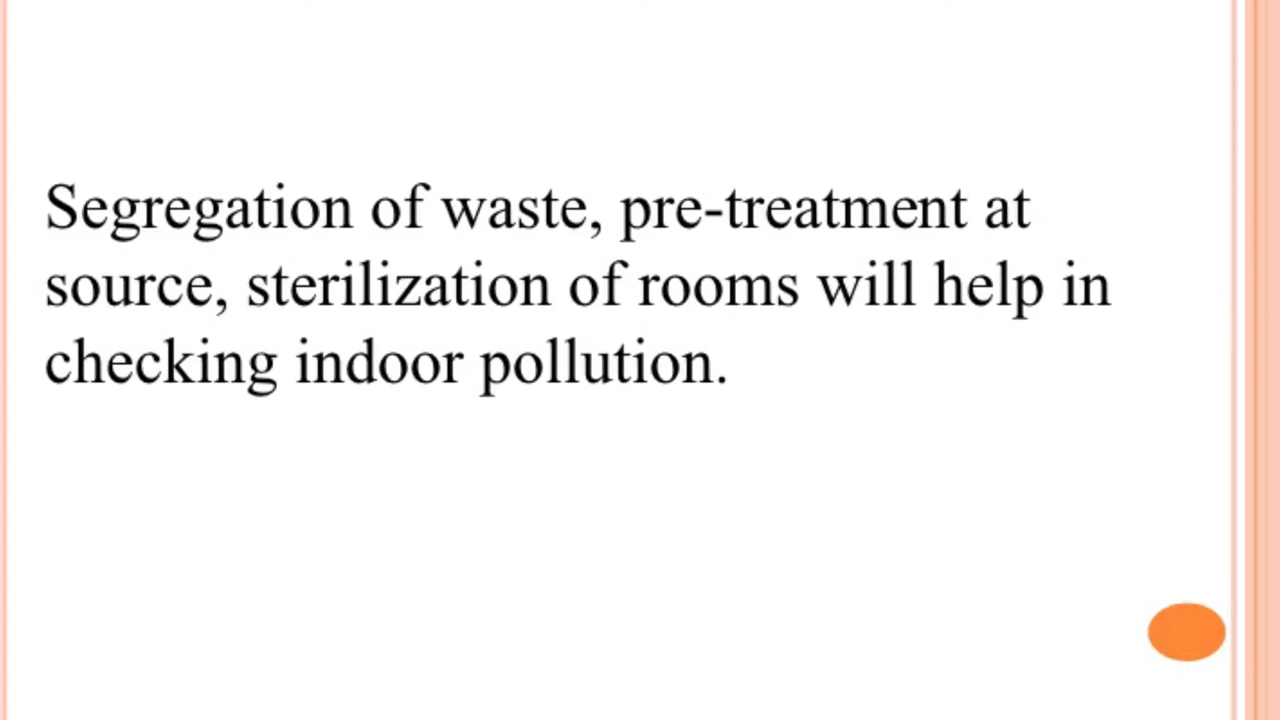 Segregation of waste, pre-treatment at
source, sterilization of rooms will help in
checking indoor pollution.